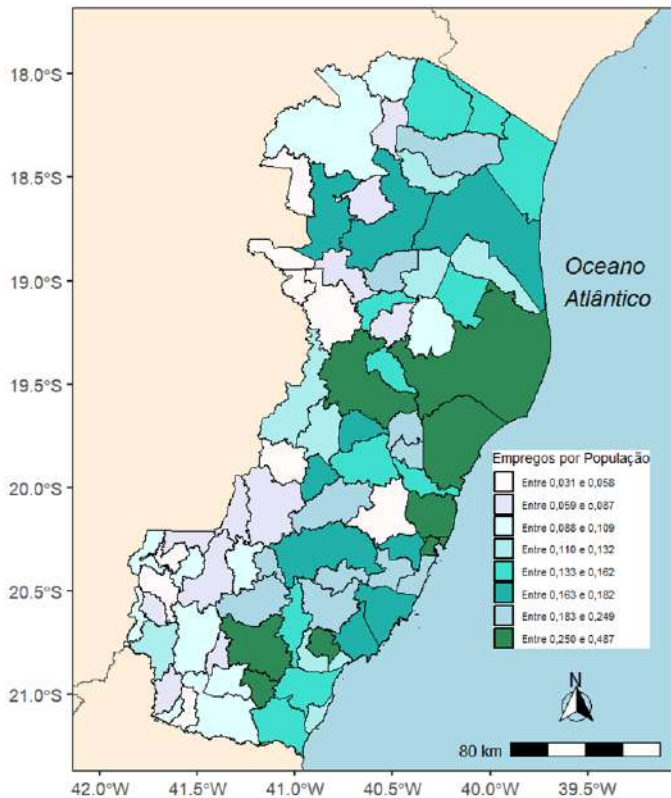 18.0°S
18.5°S
19.0°S
19.5°S
20.0°S
20.5°S
21.0°S
Oceano
Atlântico
Empregos por População
Entre 0,031 e 0,058
Entre 0,059 e 0,087
Entre 0,088 e 0,109
Entre 0,110 e 0,132
Entre 0,133 e 0,162
Entre 0,163 e 0,182
Entre 0,183 e 0,249
Entre 0,250 e 0,487
N
80 km
42.0°W 41.5°W 41.0°W 40.5°W 40.0°W 39.5°W